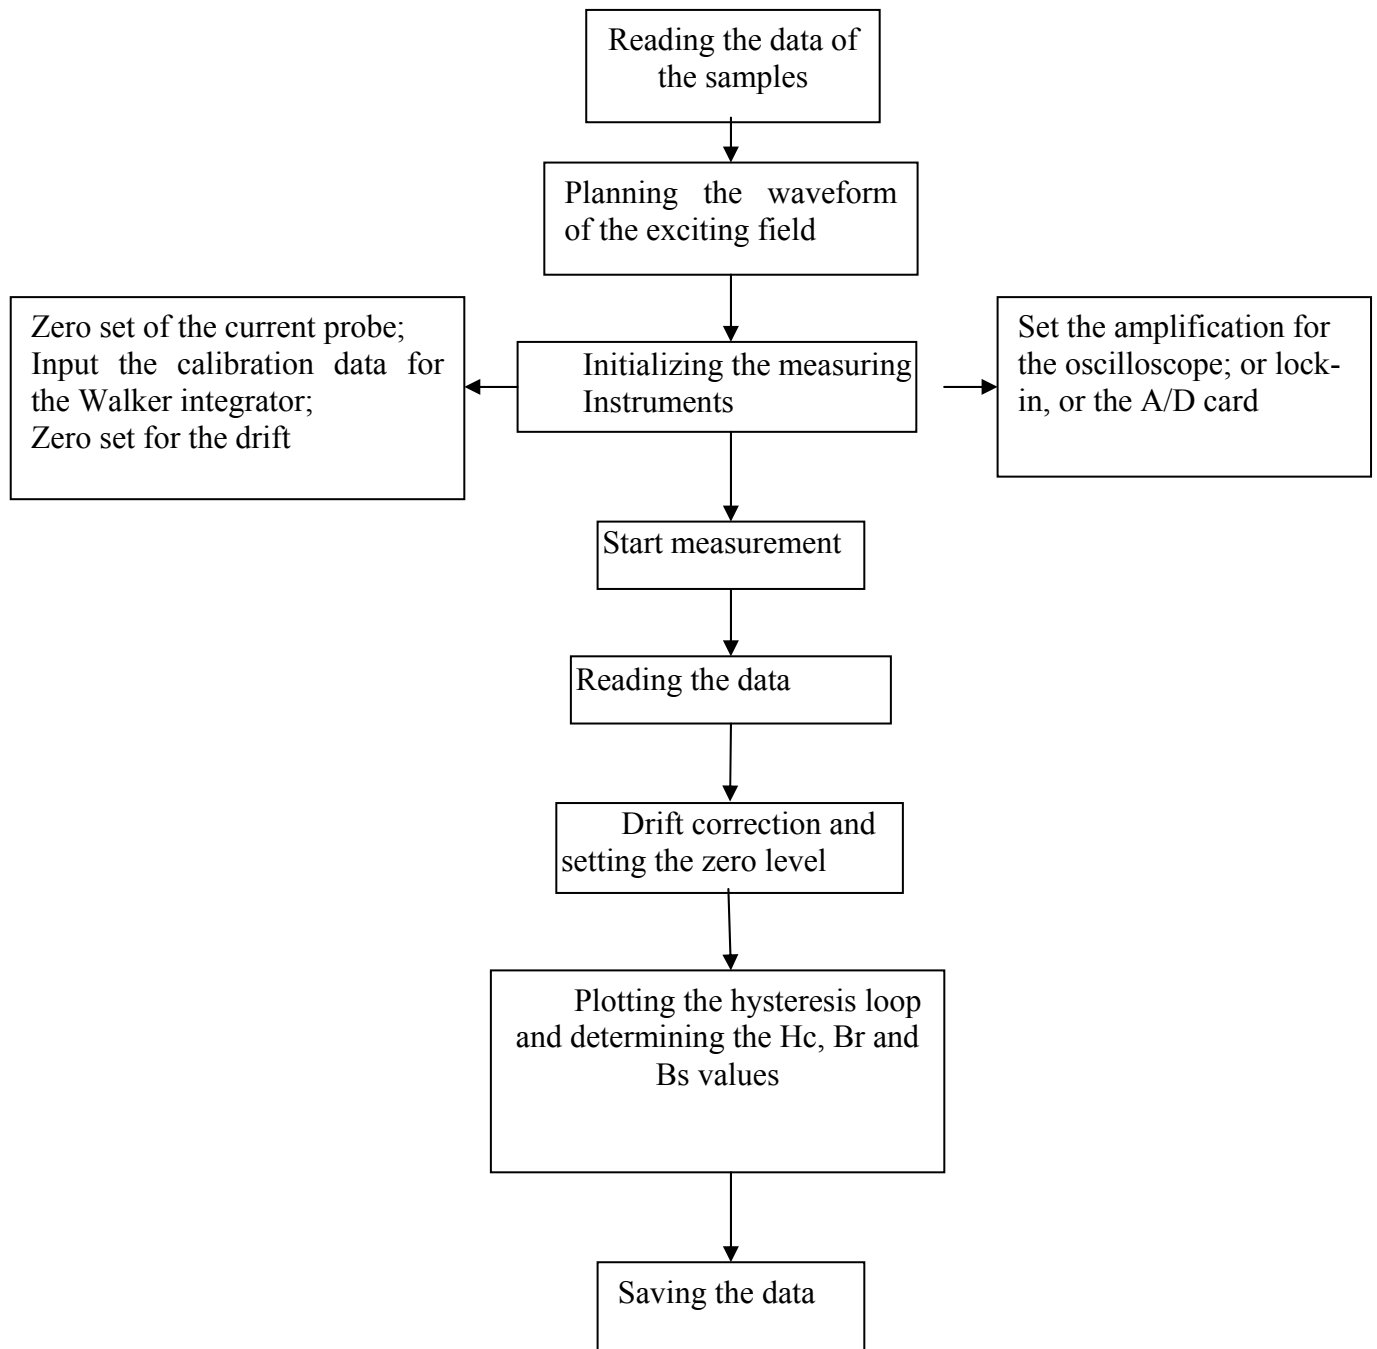 Reading the data of
the samples
Planning the waveform
of the exciting field
Zero set of the current probe;
Input the calibration data for
the Walker integrator;
Zero set for the drift
Initializing the measuring
Instruments
Set the amplification for
the oscilloscope; or lock-
in, or the A/D card
Start measurement
Reading the data
Drift correction and
setting the zero level
Plotting the hysteresis loop
and determining the Hc, Br and
Bs values
Saving the data